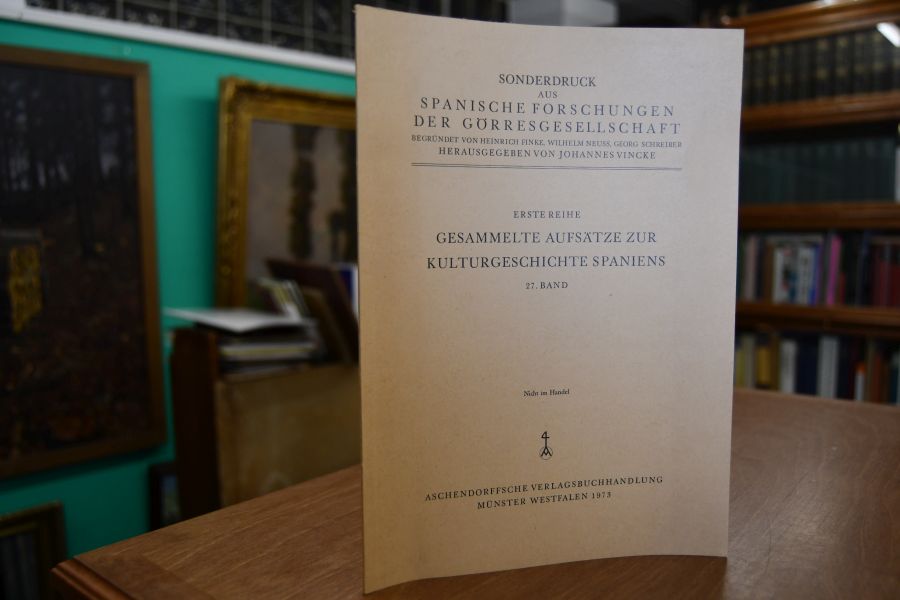 SONDERDRUCK
AUS
SPANISCHE FORSCHUNGEN
DER GÖRRESGESELLSCHAFT
BEGRÜNDET VON HEINRICH FINKE, WILHELM NEUSS, GEORG SCHREIBER
HERAUSGEGEBEN VON JOHANNES VINCKE
ERSTE REIHE
GESAMMELTE AUFSÄTZE ZUR
KULTURGESCHICHTE SPANIENS
27. BAND
Nicht im Handel
ASCHENDORFFSCHE VERLAGSBUCHHANDLUNG
MÜNSTER WESTFALEN 1973